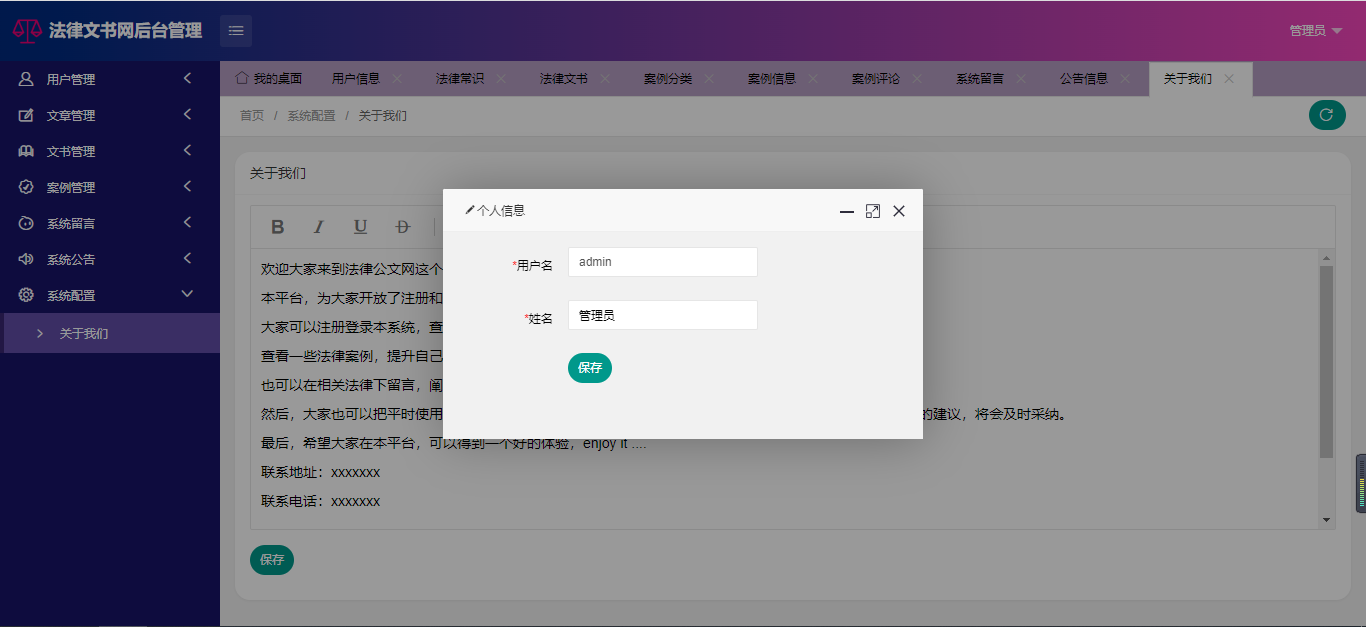 法律文书网后台管理
管理员
用户管理
文章管理
文书管理
案例管理
系统留言
系统公告
系统配置
关于我们
我的桌面 用户信息 法律常识 法律文书 案例分类 案例信息 案例评论 系统留言 公告信息 关于我们
首页 / 系统配置 / 关于我们
关于我们
B I U D
欢迎大家来到法律公文网这个
本平台，为大家开放了注册和
大家可以注册登录本系统，查
查看一些法律案例，提升自己
也可以在相关法律下留言，阐
然后，大家也可以把平时使用 的建议，将会及时采纳。
最后，希望大家在本平台，可以得到一个好的体验，enjoy it ....
联系地址：xxxxxxx
联系电话：xxxxxxx
保存
个人信息
*用户名 admin
*姓名 管理员
保存